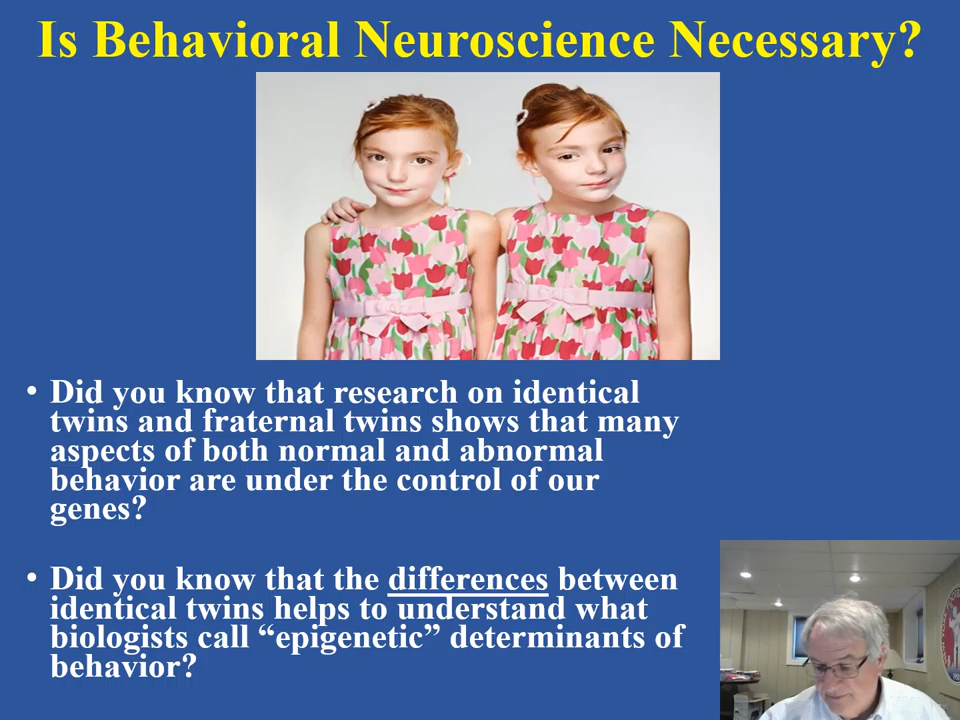 Is Behavioral Neuroscience Necessary?
• Did you know that research on identical
twins and fraternal twins shows that many
aspects of both normal and abnormal
behavior are under the control of our
genes?
• Did you know that the differences between
identical twins helps to understand what
biologists call “epigenetic” determinants of
behavior?